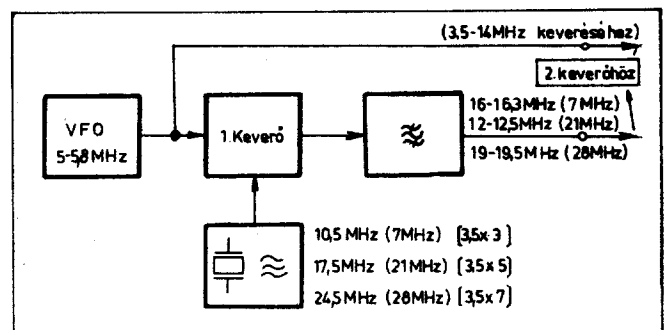 (3,5-14MHz keveréséhez)
2.keverőhöz
16-16,3MHz (7MHz)
12-12,5MHz (21MHz)
19-19,5MHz (28MHz)
VFO
5-5,8MHz
1.Keverő
10,5 MHz (7MHz) [3,5x3]
17,5MHz (21MHz) [3,5x5]
24,5MHz (28MHz) [3,5x7]